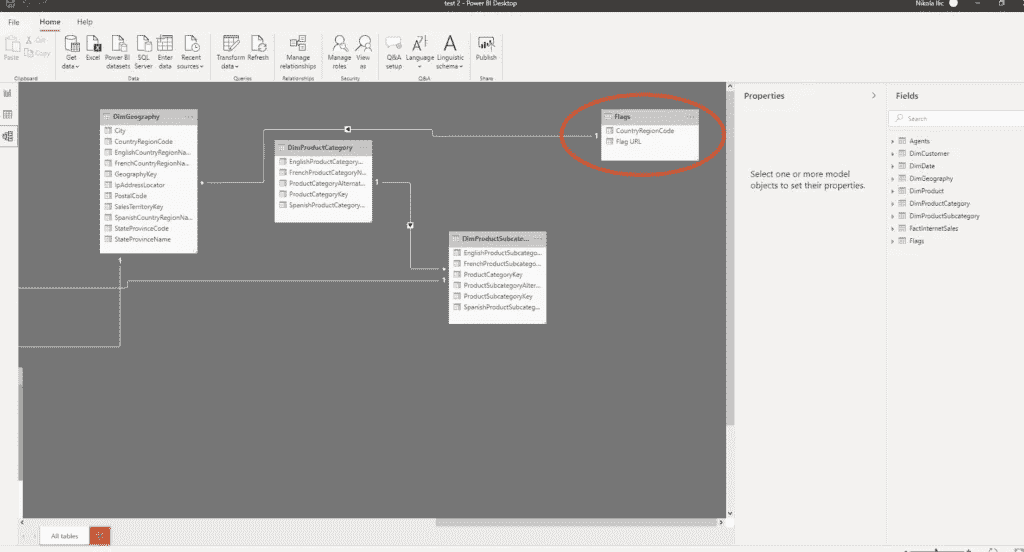 test 2 - Power BI Desktop
Nikola Ilic
File Home Help
Paste
Cut
Copy
Get data
Excel
Power BI datasets
SQL Server
Enter data
Recent sources
Transform data
Refresh
Manage relationships
Manage roles
View as
Q&A setup
Language
Linguistic schema
Publish
Clipboard
Data
Queries
Relationships
Security
Q&A
Share
DimGeography
City
CountryRegionCode
EnglishCountryRegionNa...
FrenchCountryRegionNa...
GeographyKey
IpAddressLocator
PostalCode
SalesTerritoryKey
SpanishCountryRegionNa...
StateProvinceCode
StateProvinceName
1
DimProductCategory
EnglishProductCategory...
FrenchProductCategoryN...
ProductCategoryAlternat...
ProductCategoryKey
SpanishProductCategory...
1
DimProductSubcate...
EnglishProductSubcatego...
FrenchProductSubcatego...
ProductCategoryKey
ProductSubcategoryAlter...
ProductSubcategoryKey
SpanishProductSubcateg...
*
1
*
Flags
CountryRegionCode
Flag URL
1
Properties
Select one or more model
objects to set their properties.
Fields
Search
Agents
DimCustomer
DimDate
DimGeography
DimProduct
DimProductCategory
DimProductSubcategory
FactInternetSales
Flags
All tables
+